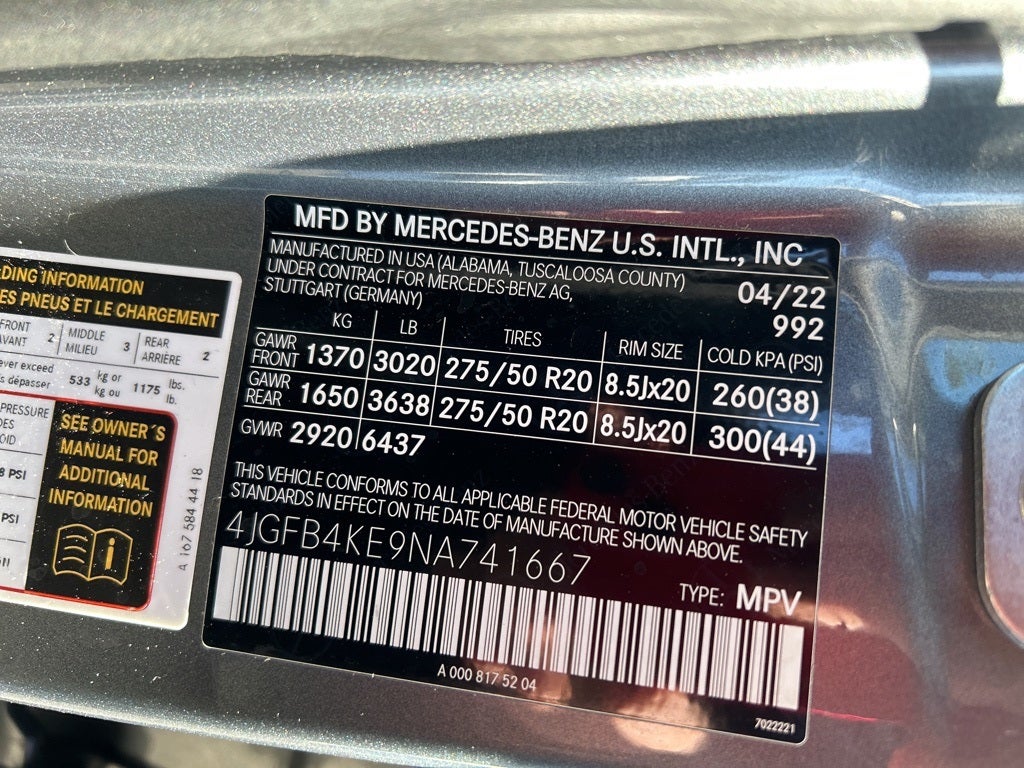 MFD BY MERCEDES-BENZ U.S. INTL., INC
MANUFACTURED IN USA (ALABAMA, TUSCALOOSA COUNTY)
UNDER CONTRACT FOR MERCEDES-BENZ AG,
STUTTGART (GERMANY)
04/22
992
KG LB TIRES RIM SIZE COLD KPA(PSI)
GAWR FRONT 1370 3020 275/50 R20 8.5Jx20 260(38)
GAWR REAR 1650 3638 275/50 R20 8.5Jx20 300(44)
GVWR 2920 6437
THIS VEHICLE CONFORMS TO ALL APPLICABLE FEDERAL MOTOR VEHICLE SAFETY
STANDARDS IN EFFECT ON THE DATE OF MANUFACTURE SHOWN ABOVE.
4JGFB4KE9NA741667
TYPE: MPV
A 000 817 52 04
7022221
INFORMATION
PNEUS ET LE CHARGEMENT
FRONT 2 MIDDLE 3 REAR 2
MILIEU ARRIÈRE
exceed 533 kg or 1175 lbs.
dépasser kg ou lb.
PRESSURE
PSI
PSI
SEE OWNER´S
MANUAL FOR
ADDITIONAL
INFORMATION
A 167 584 44 18